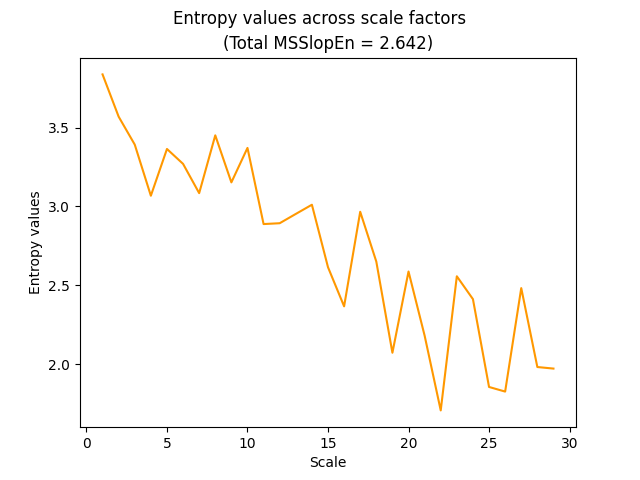 Entropy values across scale factors
(Total MSSlopEn = 2.642)
Entropy values
3.5
3.0
2.5
2.0
0 5 10 15 20 25 30
Scale